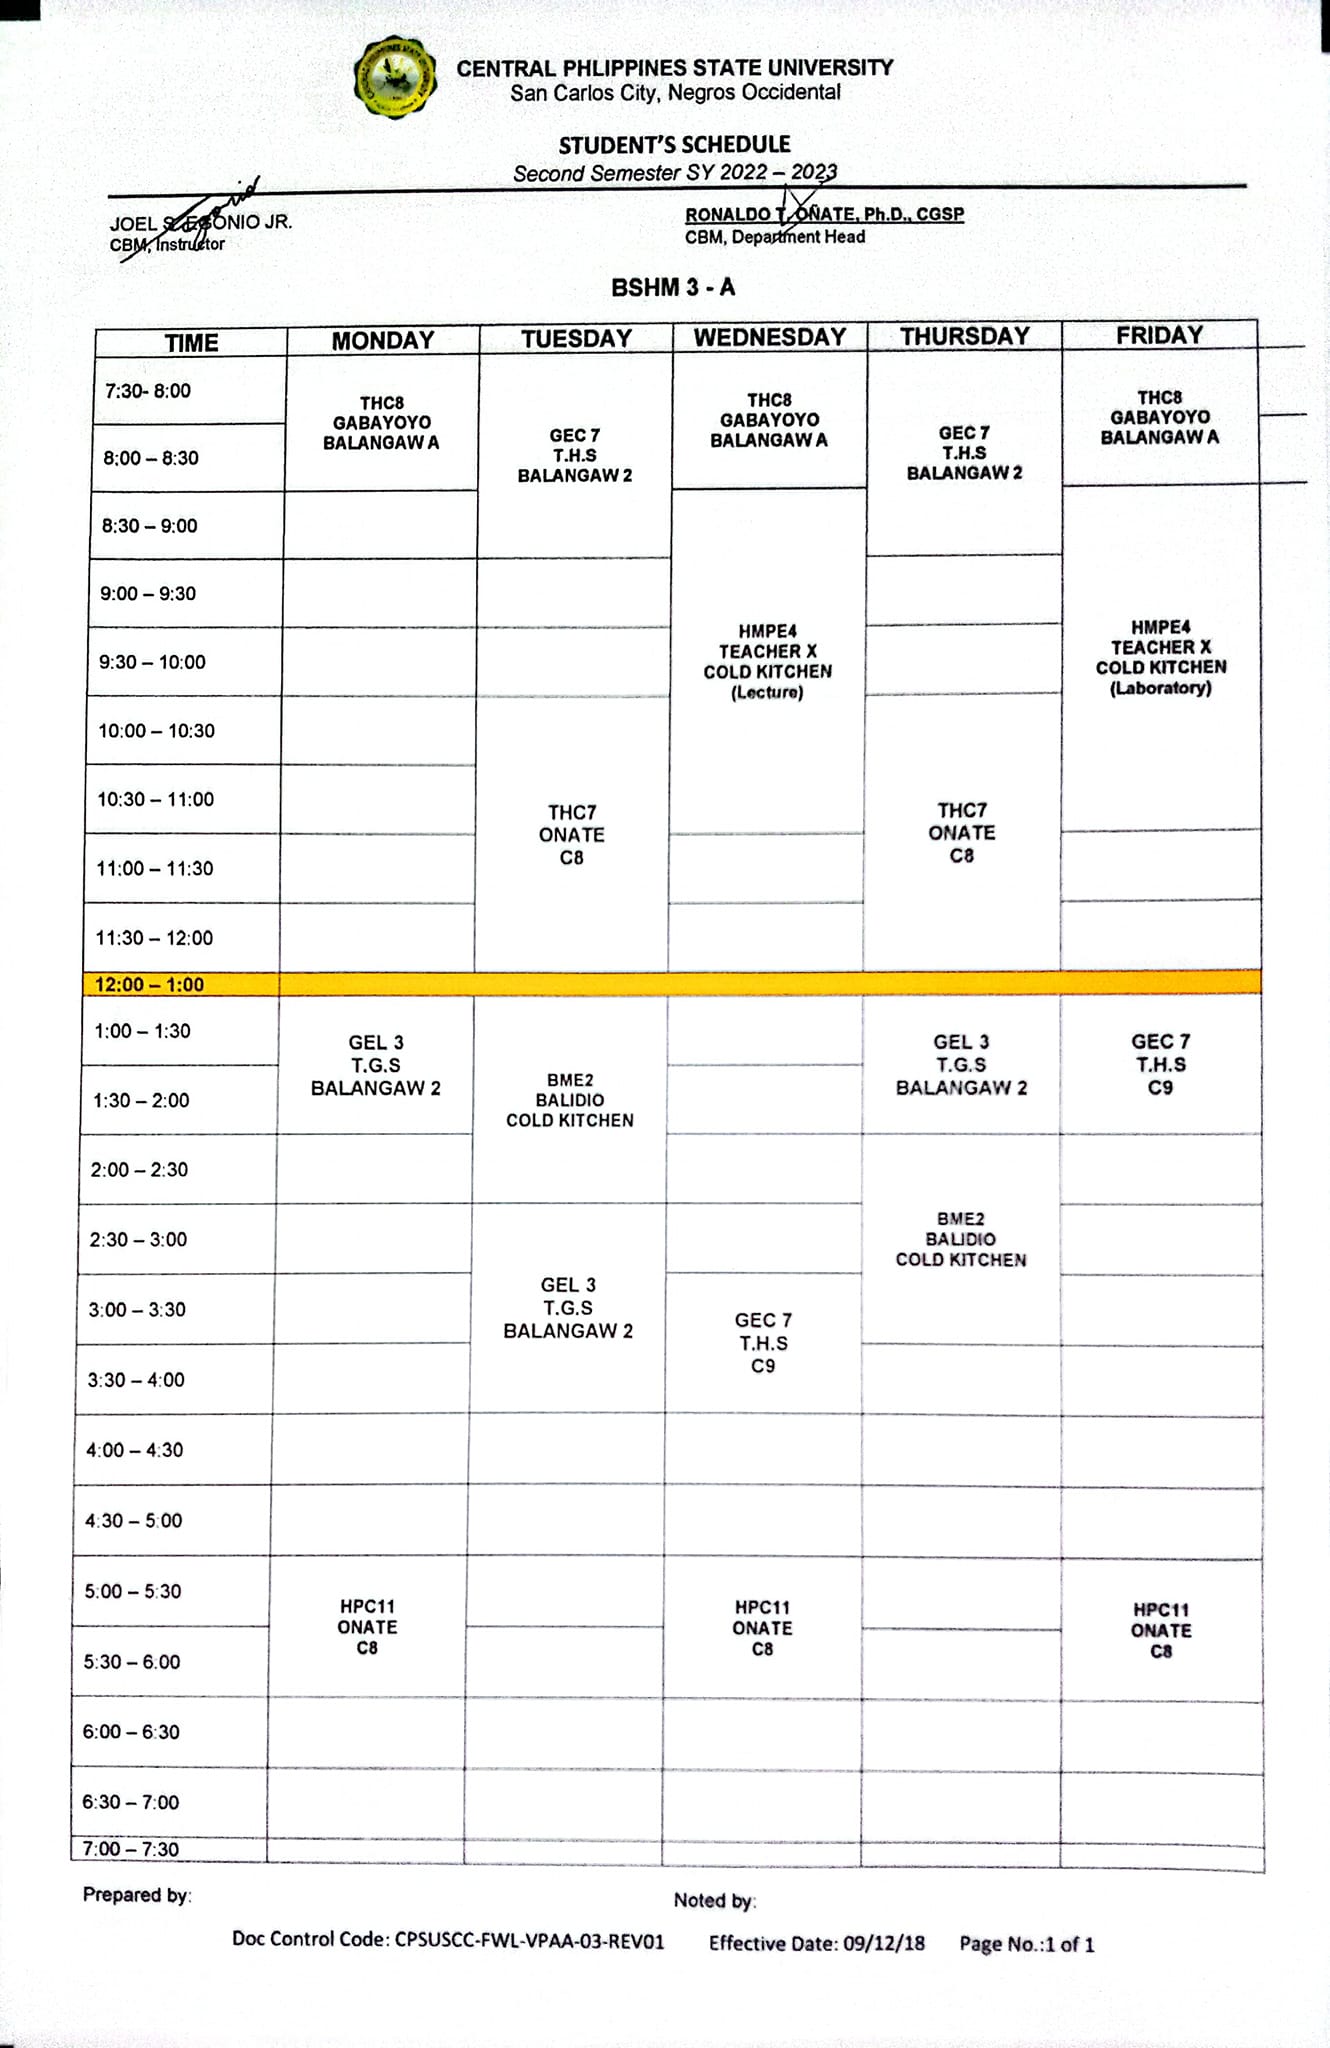 CENTRAL PHLIPPINES STATE UNIVERSITY
San Carlos City, Negros Occidental
STUDENT'S SCHEDULE
Second Semester SY 2022 – 2023
JOEL S. EGONIO JR.
CBM, Instructor
RONALDO T. OÑATE, Ph.D., CGSP
CBM, Department Head
BSHM 3 - A
TIME MONDAY TUESDAY WEDNESDAY THURSDAY FRIDAY
7:30- 8:00
8:00 – 8:30
THC8
GABAYOYO
BALANGAW A
GEC 7
T.H.S
BALANGAW 2
THC8
GABAYOYO
BALANGAW A
GEC 7
T.H.S
BALANGAW 2
THC8
GABAYOYO
BALANGAW A
8:30 – 9:00
9:00 – 9:30
9:30 – 10:00
HMPE4
TEACHER X
COLD KITCHEN
(Lecture)
HMPE4
TEACHER X
COLD KITCHEN
(Laboratory)
10:00 – 10:30
10:30 – 11:00
11:00 – 11:30
11:30 – 12:00
THC7
ONATE
C8
THC7
ONATE
C8
12:00 – 1:00
1:00 – 1:30
1:30 – 2:00
GEL 3
T.G.S
BALANGAW 2
BME2
BALIDIO
COLD KITCHEN
GEL 3
T.G.S
BALANGAW 2
GEC 7
T.H.S
C9
2:00 – 2:30
2:30 – 3:00
3:00 – 3:30
3:30 – 4:00
GEL 3
T.G.S
BALANGAW 2
GEC 7
T.H.S
C9
BME2
BALIDIO
COLD KITCHEN
4:00 – 4:30
4:30 – 5:00
5:00 – 5:30
5:30 – 6:00
HPC11
ONATE
C8
HPC11
ONATE
C8
HPC11
ONATE
C8
6:00 – 6:30
6:30 – 7:00
7:00 – 7:30
Prepared by:
Noted by:
Doc Control Code: CPSUSCC-FWL-VPAA-03-REV01 Effective Date: 09/12/18 Page No.:1 of 1